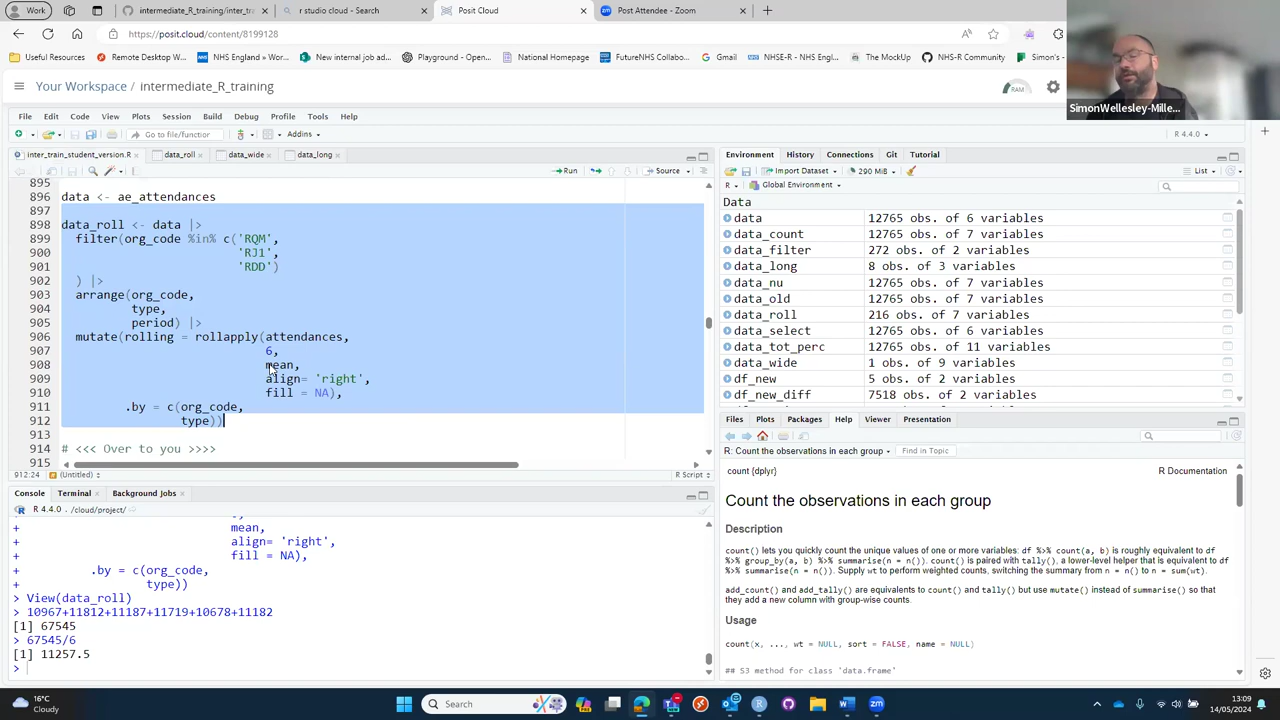 github.com/intermediate_training/inter_t
r studio cloud - Search
Posit Cloud
Post Attendee - Zoom
https://posit.cloud/content/8199128
Useful Resources
Remote Desktop W...
NHS England > Wor...
New internal job ad...
Playground - Open...
Kanban
FutureNHS Collabo...
Git
NHSE-R - NHS Eng...
The MockUp
NHS-R Community
Simon's...
Your Workspace / intermediate_R_training
RAM
SimonWellesley-Mille...
File Edit Code View Plots Session Build Debug Profile Tools Help
Go to file/function
Addins
R 4.4.0
inter_train_student_version.R
data_roll
data_wide
data_long
Run
Source
895
896 data <- ae_attendances
897
898 data_roll <- data |>
899 filter(org_code %in% c('RQM',
900 'RJ1',
901 'RDD')
902 ) |>
903 arrange(org_code,
904 type,
905 period) |>
906 mutate(rolling = rollapply(attendances,
907 6,
908 mean,
909 align= 'right',
910 fill = NA),
911 .by = c(org_code,
912 type))
913
914 # <<< Over to you >>>>
915
912:24 (Untitled)
R Script
Console Terminal Background Jobs
R 4.4.0 · /cloud/project/
+ mean,
+ align= 'right',
+ fill = NA),
+ .by = c(org_code,
+ type))
> View(data_roll)
> 10967+11812+11187+11719+10678+11182
[1] 67545
> 67545/6
[1] 11257.5
>
Environment History Connections Git Tutorial
Import Dataset
290 MiB
List
R
Global Environment
Data
data 12765 obs. of 6 variables
data_count 12765 obs. of 7 variables
data_filter 272 obs. of 2 variables
data_long 8 obs. of 3 variables
data_nu 12765 obs. of 7 variables
data_old 12765 obs. of 7 variables
data_roll 216 obs. of 7 variables
data_select 12765 obs. of 6 variables
data_tot_perc 12765 obs. of 11 variables
data_wide 1 obs. of 9 variables
df_new 5 obs. of 2 variables
df_new_diff 7518 obs. of 2 variables
Files Plots Packages Help Viewer Presentation
R: Count the observations in each group
Find in Topic
count {dplyr}
R Documentation
Count the observations in each group
Description
count() lets you quickly count the unique values of one or more variables: df %>% count(a, b) is roughly equivalent to df
%>% group_by(a, b) %>% summarise(n = n()). count() is paired with tally(), a lower-level helper that is equivalent to df
%>% summarise(n = n()). Supply wt to perform weighted counts, switching the summary from n = n() to n = sum(wt).
add_count() and add_tally() are equivalents to count() and tally() but use mutate() instead of summarise() so that
they add a new column with group-wise counts.
Usage
count(x, ..., wt = NULL, sort = FALSE, name = NULL)
## S3 method for class 'data.frame'
16°C
Cloudy
Search
13:09
14/05/2024